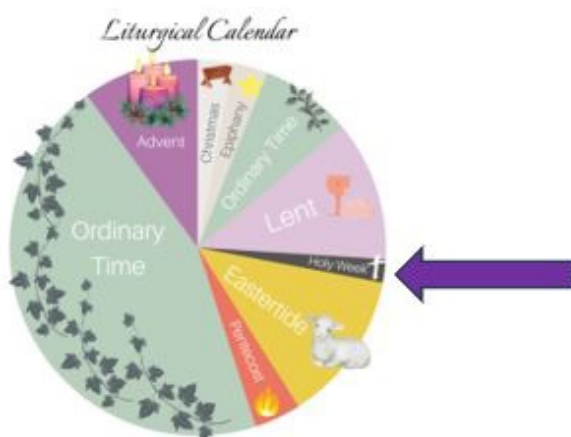 Liturgical Calendar
Advent
Christmas
Epiphany
Ordinary Time
Lent
Holy Week
Eastertide
Pentecost
Ordinary
Time